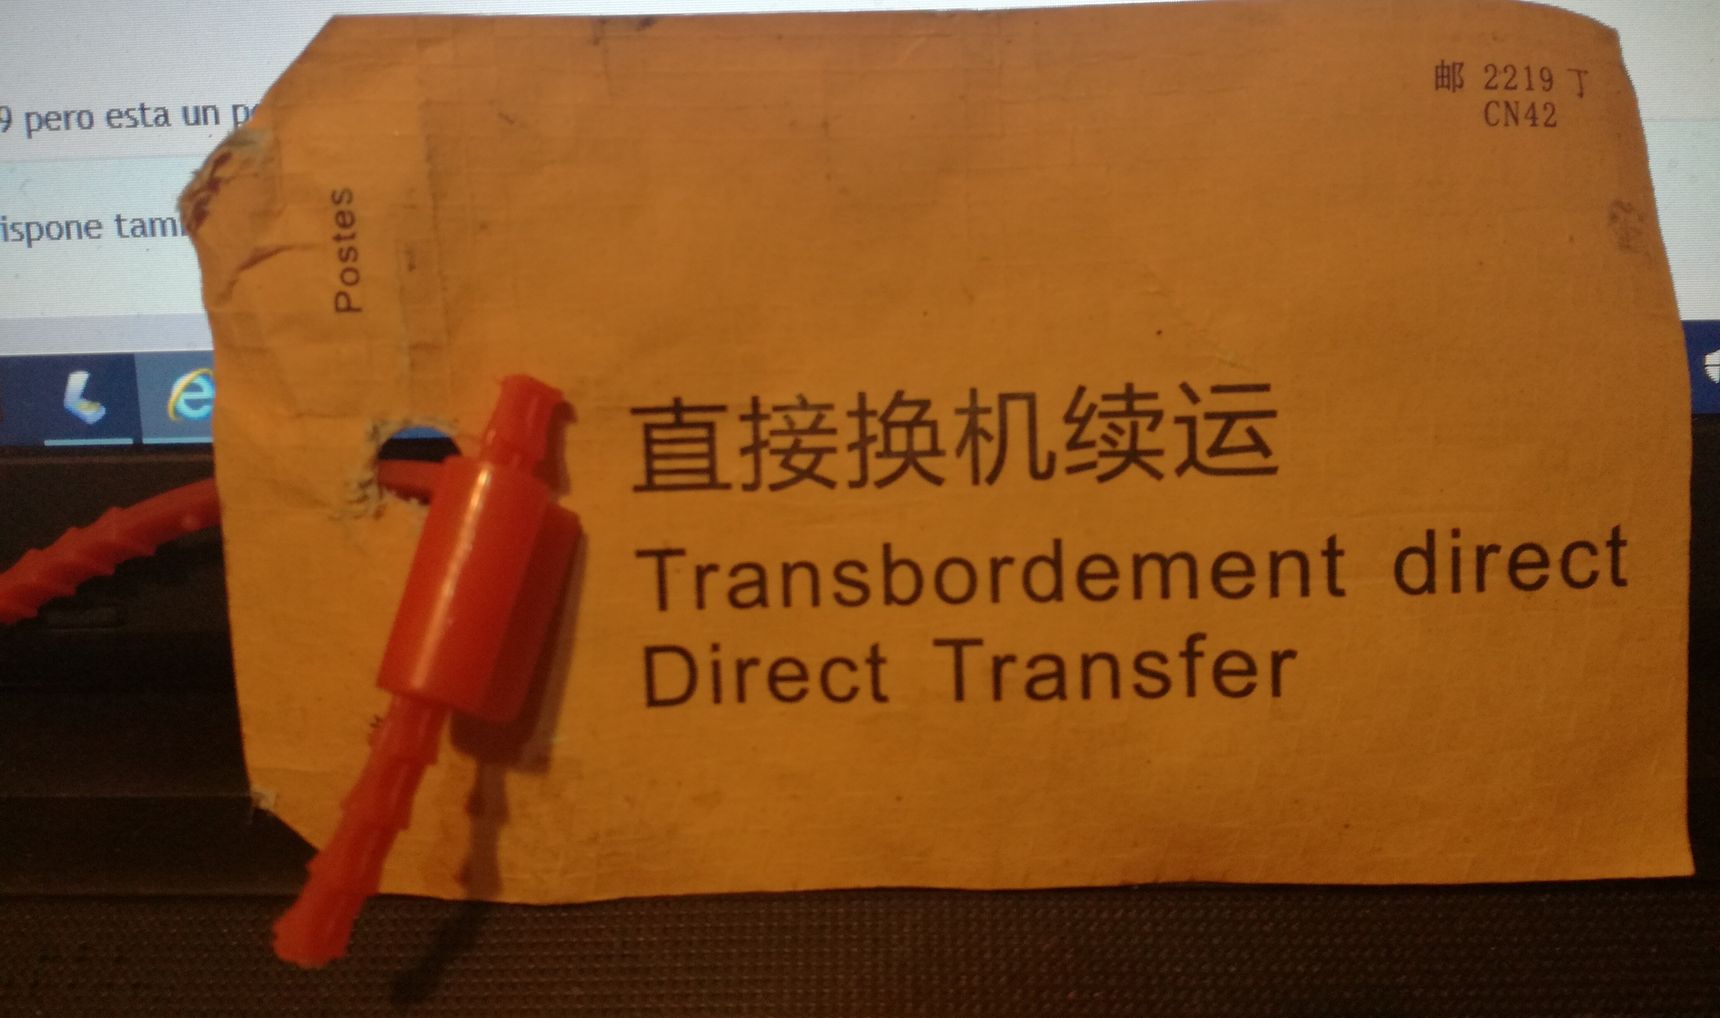 9 pero esta un
ispone
邮 2219 丁
CN42
Postes
直接换机续运
Transbordement direct
Direct Transfer